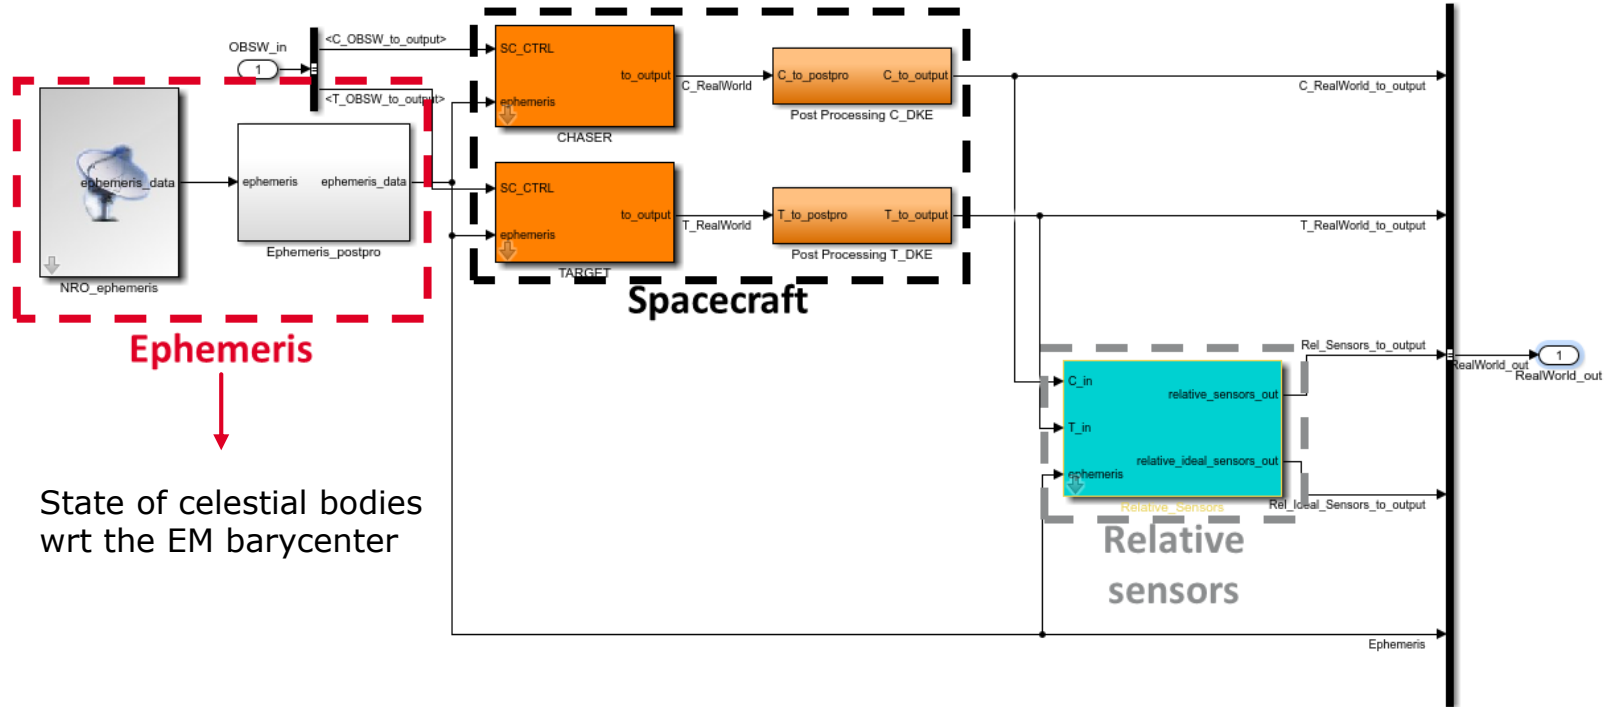 OBSW_in
1
<C_OBSW_to_output>
<T_OBSW_to_output>
ephemeris_data
NRO_ephemeris
ephemeris
ephemeris_data
Ephemeris_postpro
Ephemeris
State of celestial bodies
wrt the EM barycenter
SC_CTRL
to_output
ephemeris
CHASER
C_RealWorld
C_to_postpro
C_to_output
Post Processing C_DKE
SC_CTRL
to_output
ephemeris
TARGET
T_RealWorld
T_to_postpro
T_to_output
Post Processing T_DKE
Spacecraft
C_RealWorld_to_output
T_RealWorld_to_output
Rel_Sensors_to_output
C_in
relative_sensors_out
T_in
relative_ideal_sensors_out
ephemeris
Relative_Sensors
Rel_Ideal_Sensors_to_output
Relative
sensors
Ephemeris
RealWorld_out
1
RealWorld_out